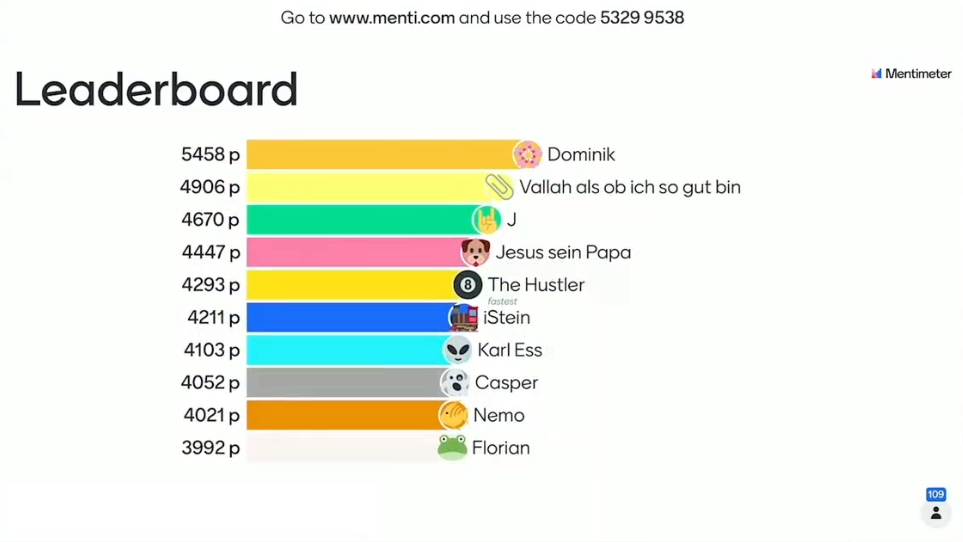 Go to www.menti.com and use the code 5329 9538
Mentimeter
Leaderboard
5458 p Dominik
4906 p Vallah als ob ich so gut bin
4670 p J
4447 p Jesus sein Papa
4293 p 8 The Hustler
fastest
4211 p iStein
4103 p Karl Ess
4052 p Casper
4021 p Nemo
3992 p Florian
109